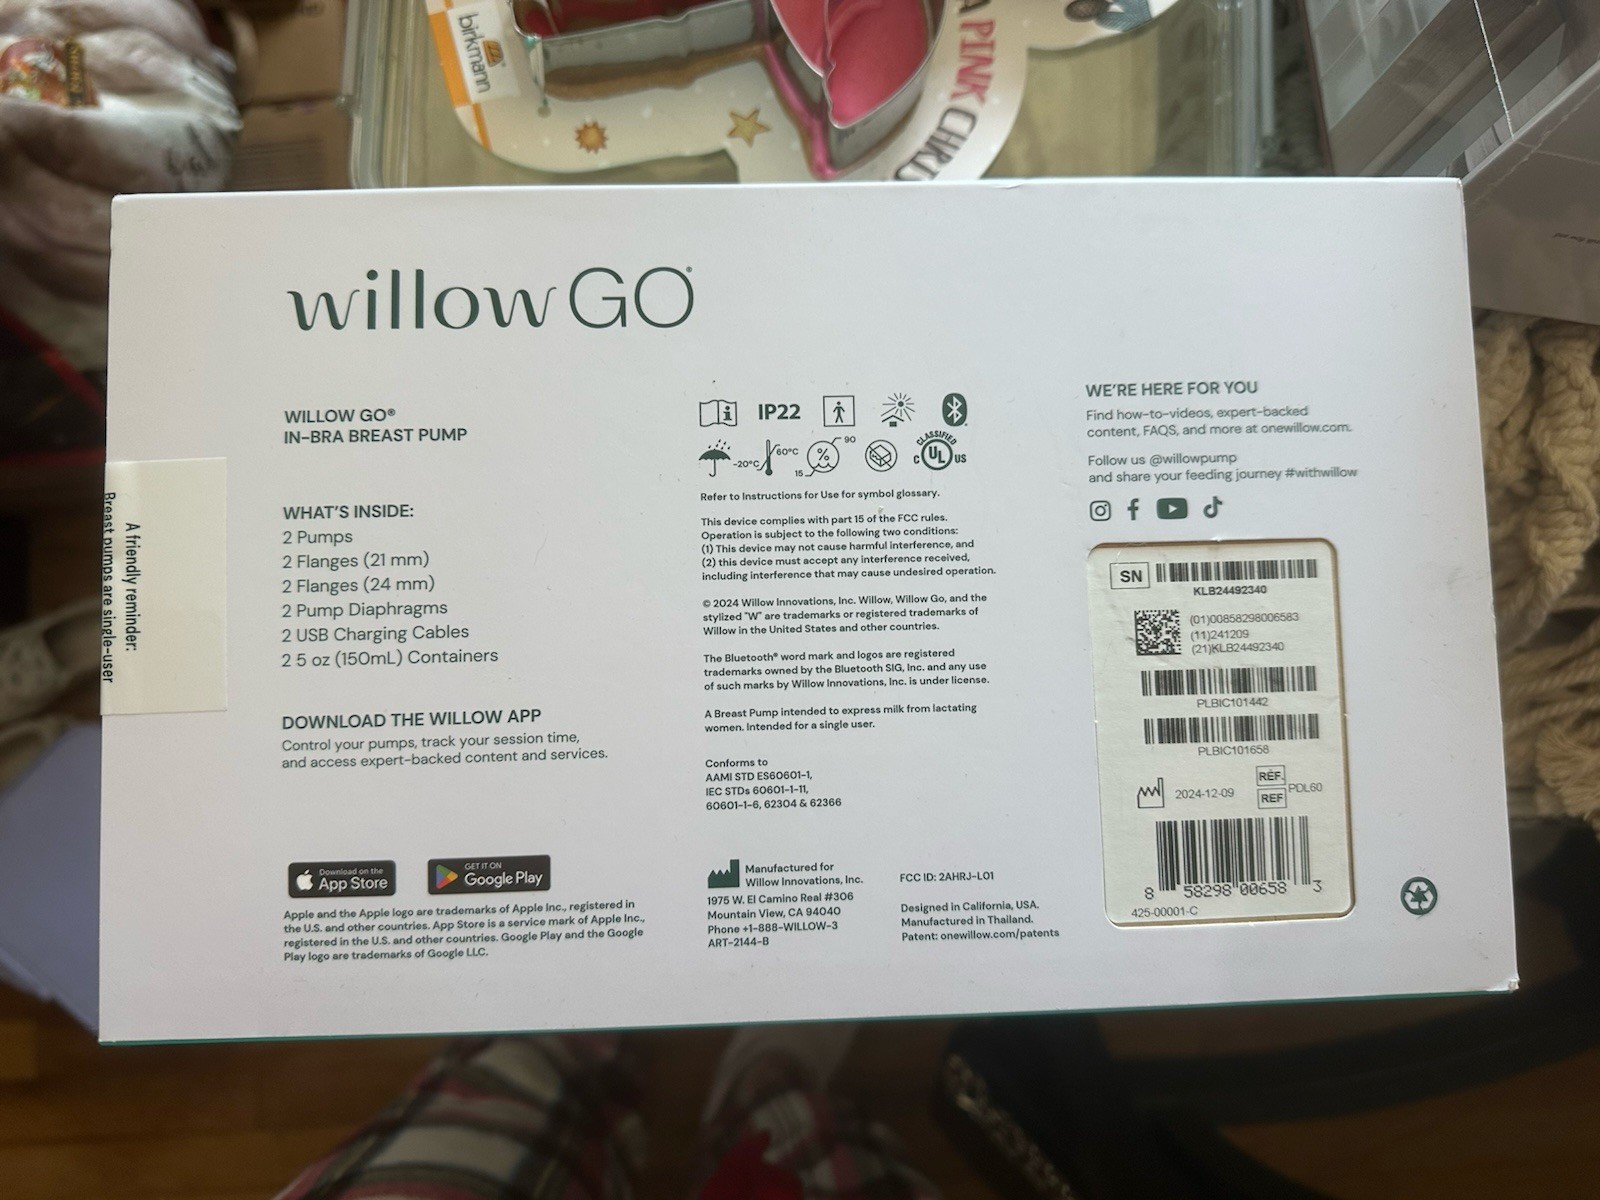 birkmann
A PINK CHRI
willow GO®
WILLOW GO®
IN-BRA BREAST PUMP
WHAT'S INSIDE:
2 Pumps
2 Flanges (21 mm)
2 Flanges (24 mm)
2 Pump Diaphragms
2 USB Charging Cables
2 5 oz (150mL) Containers
DOWNLOAD THE WILLOW APP
Control your pumps, track your session time,
and access expert-backed content and services.
Download on the
App Store
GET IT ON
Google Play
Apple and the Apple logo are trademarks of Apple Inc., registered in
the U.S. and other countries. App Store is a service mark of Apple Inc.,
registered in the U.S. and other countries. Google Play and the Google
Play logo are trademarks of Google LLC.
A friendly reminder:
Breast pumps are single-user
IP22
-20°C
60°C
15
%
90
CLASSIFIED
C UL US
Refer to Instructions for Use for symbol glossary.
This device complies with part 15 of the FCC rules.
Operation is subject to the following two conditions:
(1) This device may not cause harmful interference, and
(2) this device must accept any interference received,
including interference that may cause undesired operation.
© 2024 Willow Innovations, Inc. Willow, Willow Go, and the
stylized "W" are trademarks or registered trademarks of
Willow in the United States and other countries.
The Bluetooth® word mark and logos are registered
trademarks owned by the Bluetooth SIG, Inc. and any use
of such marks by Willow Innovations, Inc. is under license.
A Breast Pump intended to express milk from lactating
women. Intended for a single user.
Conforms to
AAMI STD ES60601-1,
IEC STDs 60601-1-11,
60601-1-6, 62304 & 62366
Manufactured for
Willow Innovations, Inc.
1975 W. El Camino Real #306
Mountain View, CA 94040
Phone +1-888-WILLOW-3
ART-2144-B
FCC ID: 2AHRJ-L01
Designed in California, USA.
Manufactured in Thailand.
Patent: onewillow.com/patents
WE'RE HERE FOR YOU
Find how-to-videos, expert-backed
content, FAQS, and more at onewillow.com.
Follow us @willowpump
and share your feeding journey #withwillow
SN
KLB24492340
(01)00858298006583
(11)241209
(21)KLB24492340
PLBIC101442
PLBIC101658
2024-12-09
RÉF.
REF
PDL60
8 58298 00658 3
425-00001-C